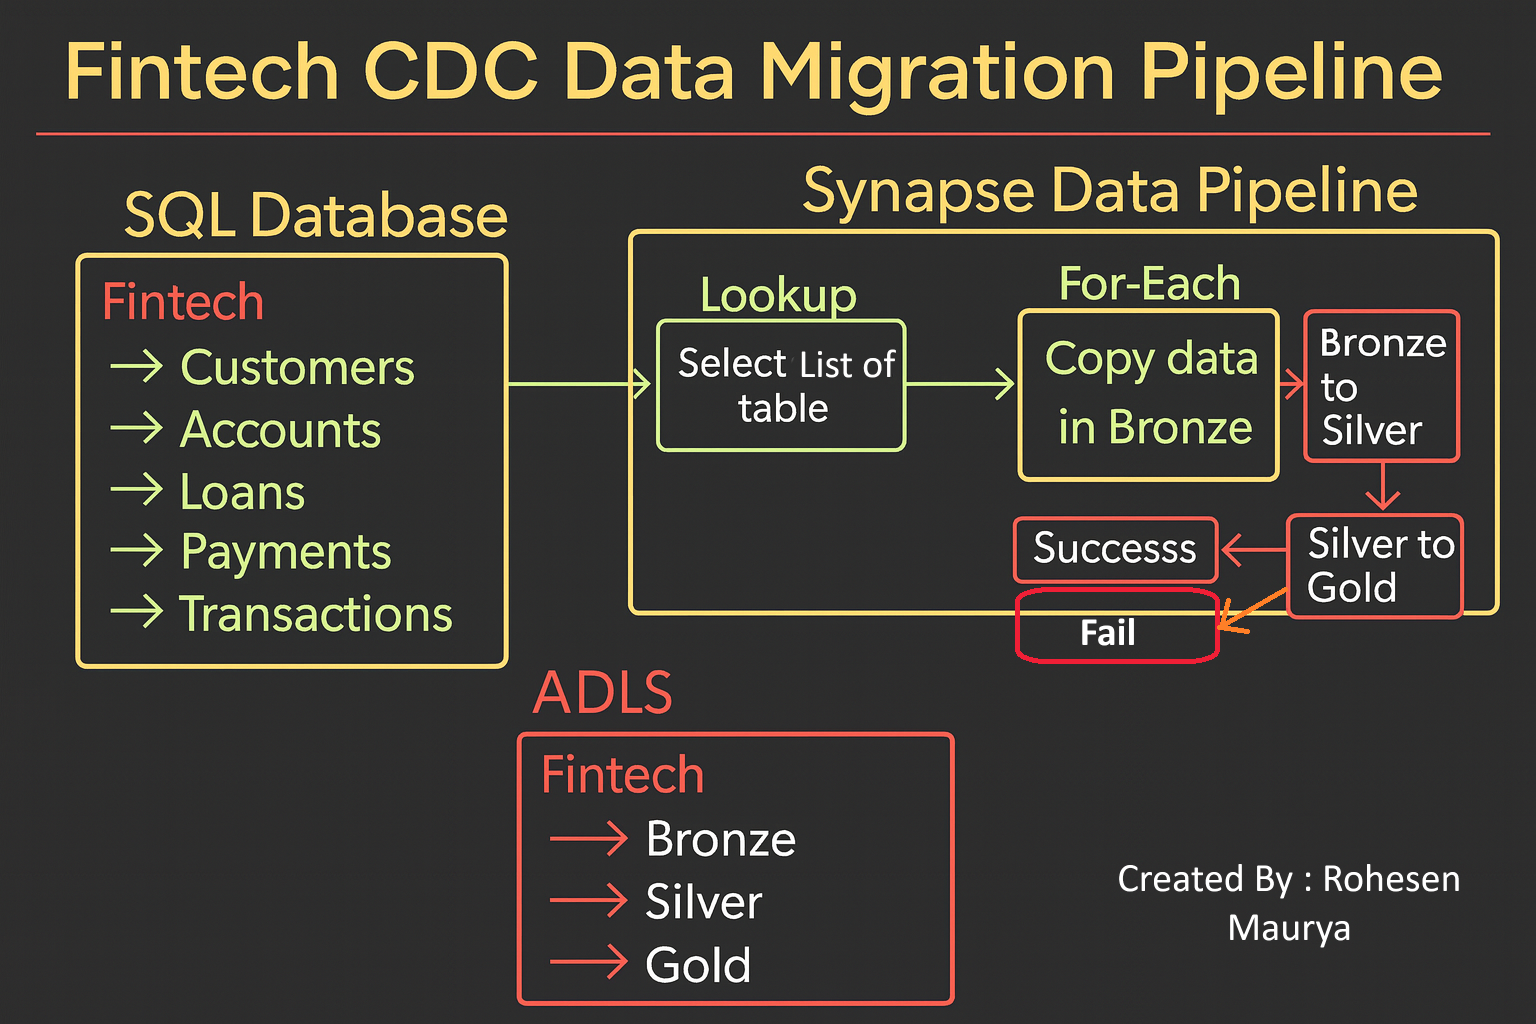 Fintech CDC Data Migration Pipeline
SQL Database
Fintech
Customers
Accounts
Loans
Payments
Transactions
Synapse Data Pipeline
Lookup
Select List of
table
For-Each
Copy data
in Bronze
Bronze
to
Silver
Silver to
Gold
Successs
Fail
ADLS
Fintech
Bronze
Silver
Gold
Created By : Rohesen
Maurya